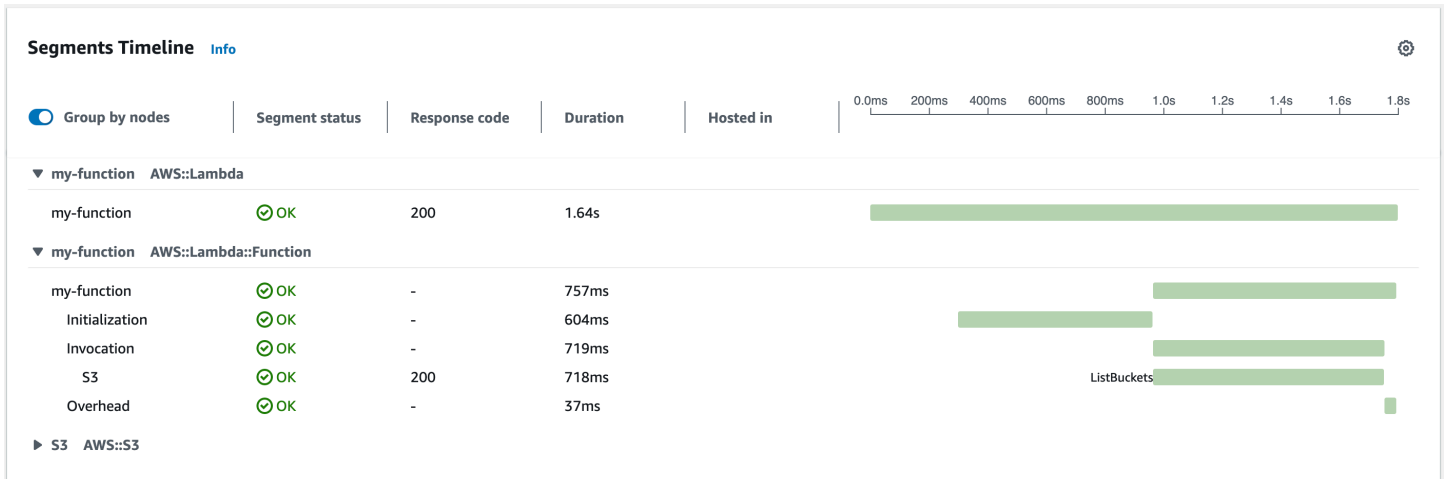 Segments Timeline Info
0.0ms 200ms 400ms 600ms 800ms 1.0s 1.2s 1.4s 1.6s 1.8s
Group by nodes Segment status Response code Duration Hosted in
my-function AWS::Lambda
my-function OK 200 1.64s
my-function AWS::Lambda::Function
my-function OK - 757ms
Initialization OK - 604ms
Invocation OK - 719ms
S3 OK 200 718ms ListBuckets
Overhead OK - 37ms
S3 AWS::S3